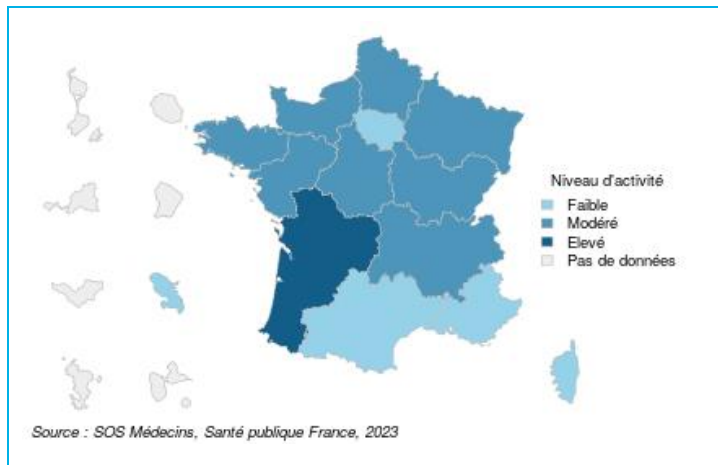 Niveau d'activité
Faible
Modéré
Elevé
Pas de données
Source : SOS Médecins, Santé publique France, 2023